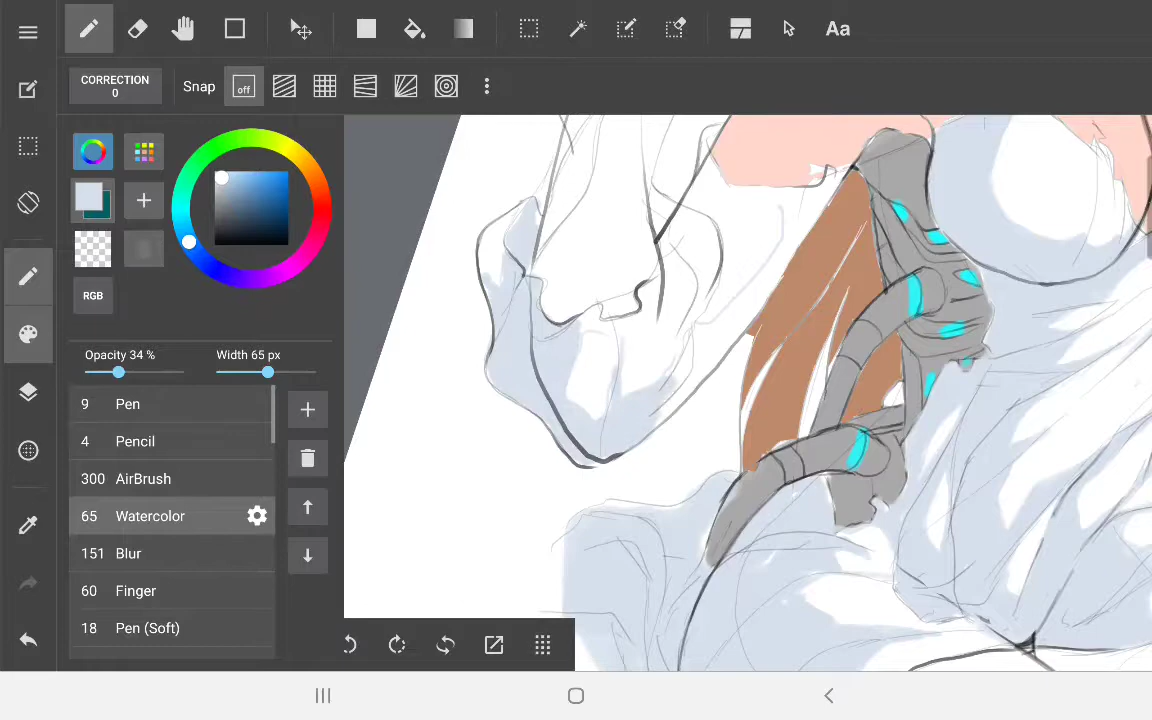 Aa
CORRECTION
0
Snap
off
RGB
Opacity 34 %
Width 65 px
9 Pen
4 Pencil
300 AirBrush
65 Watercolor
151 Blur
60 Finger
18 Pen (Soft)